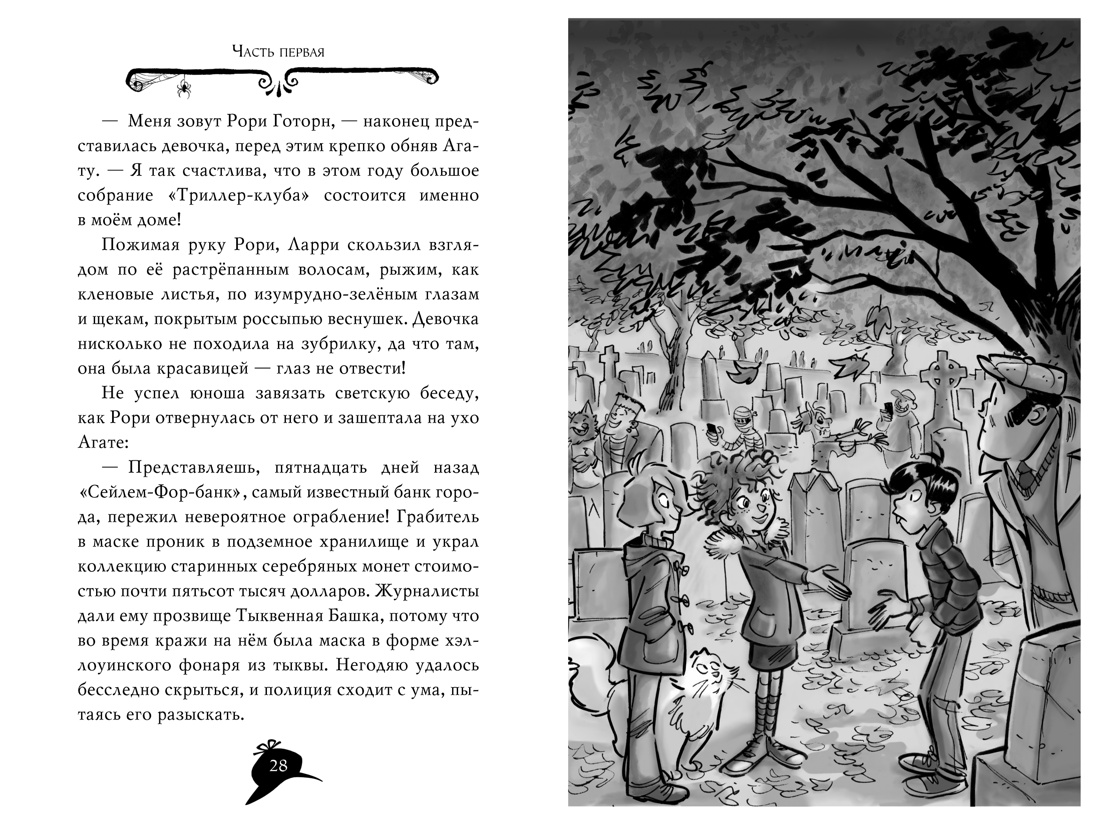 Часть первая
— Меня зовут Рори Готорн, — наконец пред-
ставилась девочка, перед этим крепко обняв Ага-
ту. — Я так счастлива, что в этом году большое
собрание «Триллер-клуба» состоится именно
в моём доме!
Пожимая руку Рори, Ларри скользил взгля-
дом по её растрёпанным волосам, рыжим, как
кленовые листья, по изумрудно-зелёным глазам
и щекам, покрытым россыпью веснушек. Девочка
нисколько не походила на зубрилку, да что там,
она была красавицей — глаз не отвести!
Не успел юноша завязать светскую беседу,
как Рори отвернулась от него и зашептала на ухо
Агате:
— Представляешь, пятнадцать дней назад
«Сейлем-Фор-банк», самый известный банк горо-
да, пережил невероятное ограбление! Грабитель
в маске проник в подземное хранилище и украл
коллекцию старинных серебряных монет стоимо-
стью почти пятьсот тысяч долларов. Журналисты
дали ему прозвище Тыквенная Башка, потому что
во время кражи на нём была маска в форме хэл-
лоуинского фонаря из тыквы. Негодяю удалось
бесследно скрыться, и полиция сходит с ума, пы-
таясь его разыскать.
28